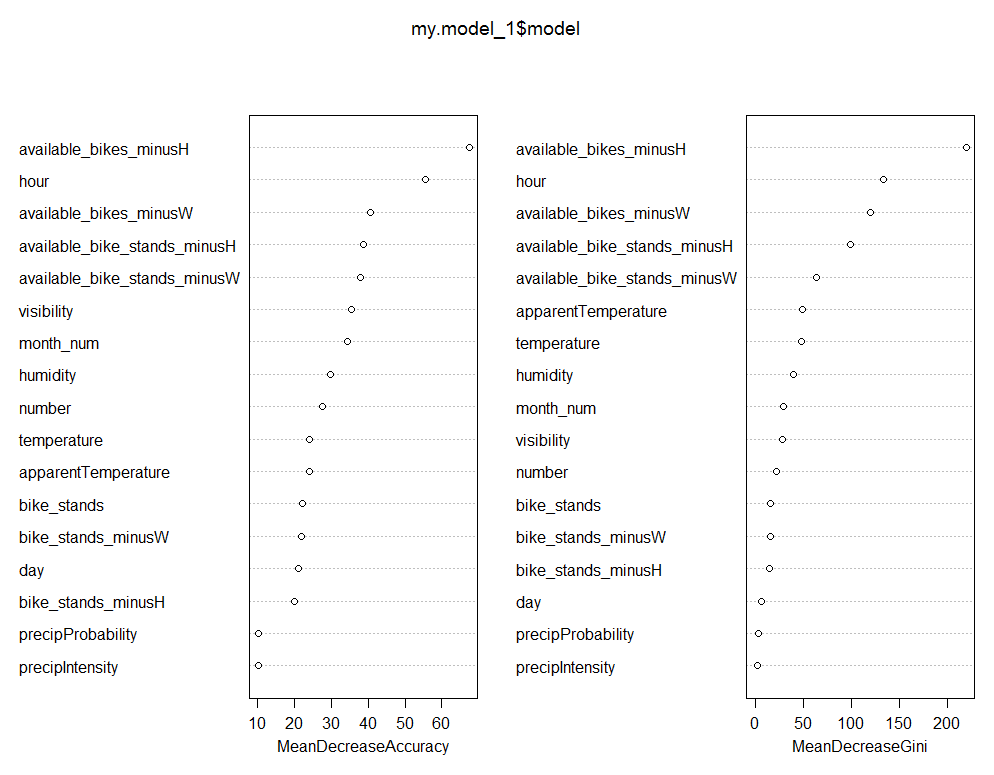 my.model_1$model
available_bikes_minusH
hour
available_bikes_minusW
available_bike_stands_minusH
available_bike_stands_minusW
visibility
month_num
humidity
number
temperature
apparentTemperature
bike_stands
bike_stands_minusW
day
bike_stands_minusH
precipProbability
precipIntensity
10 20 30 40 50 60
MeanDecreaseAccuracy
available_bikes_minusH
hour
available_bikes_minusW
available_bike_stands_minusH
available_bike_stands_minusW
apparentTemperature
temperature
humidity
month_num
visibility
number
bike_stands
bike_stands_minusW
bike_stands_minusH
day
precipProbability
precipIntensity
0 50 100 150 200
MeanDecreaseGini